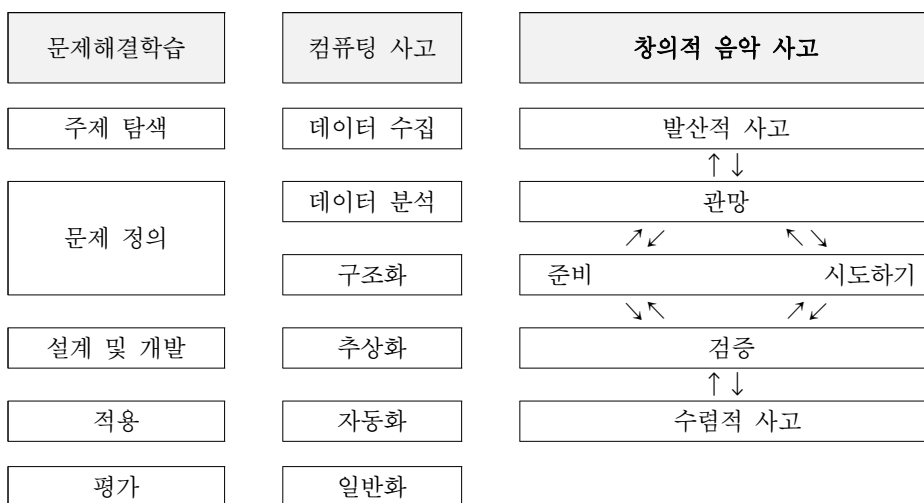 문제해결학습 컴퓨팅 사고 창의적 음악 사고
주제 탐색 데이터 수집 발산적 사고
↑ ↓
데이터 분석 관망
문제 정의
↗↙ ↖↘
구조화 준비 시도하기
↘↖ ↗↙
설계 및 개발 추상화 검증
↑ ↓
적용 자동화 수렴적 사고
평가 일반화